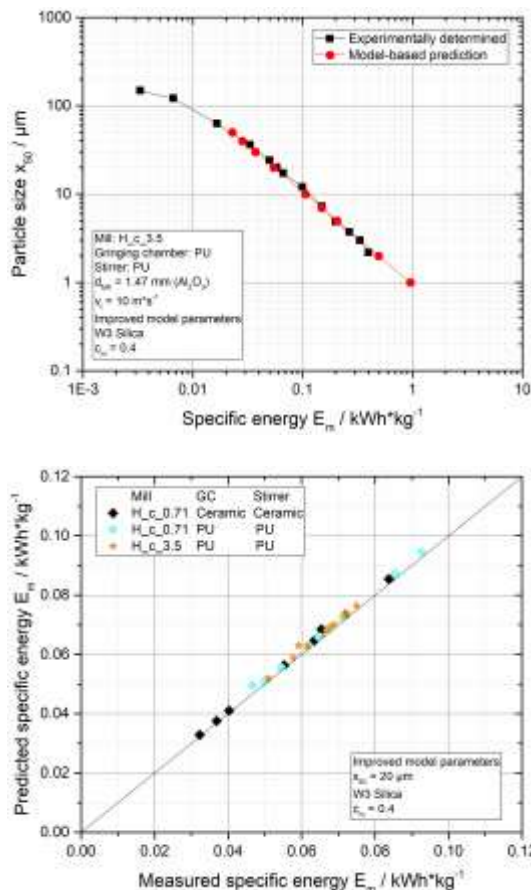 Experimentally determined
Model-based prediction
1000
100
10
1
0.1
Particle size x50 / µm
Mill: H_c_3.5
Gringing chamber: PU
Stirrer: PU
= 1.47 mm (Al2O3)
vt = 10 m*s-1
Improved model parameters
W3 Silica
cm = 0.4
1E-3 0.01 0.1 1 10
Specific energy Em / kWh*kg-1
Mill GC Stirrer
H_c_0.71 Ceramic Ceramic
H_c_0.71 PU PU
H_c_3.5 PU PU
0.12
0.10
0.08
0.06
0.04
0.02
0.00
Predicted specific energy Em / kWh*kg-1
Improved model parameters
x50 = 20 µm
W3 Silica
cm = 0.4
0.00 0.02 0.04 0.06 0.08 0.10 0.12
Measured specific energy Em / kWh*kg-1